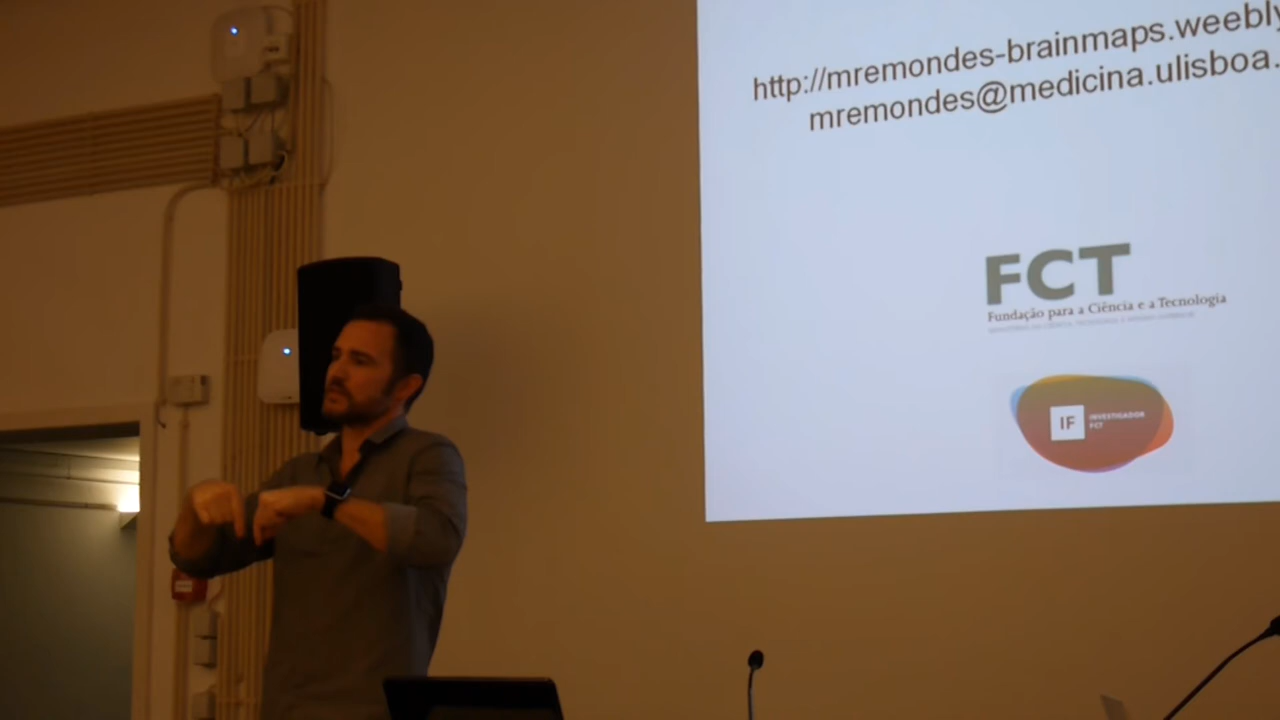 http://mremondes-brainmaps.weebly
mremondes@medicina.ulisboa.
FCT
Fundação para a Ciência e a Tecnologia
IF
INVESTIGADOR
FCT